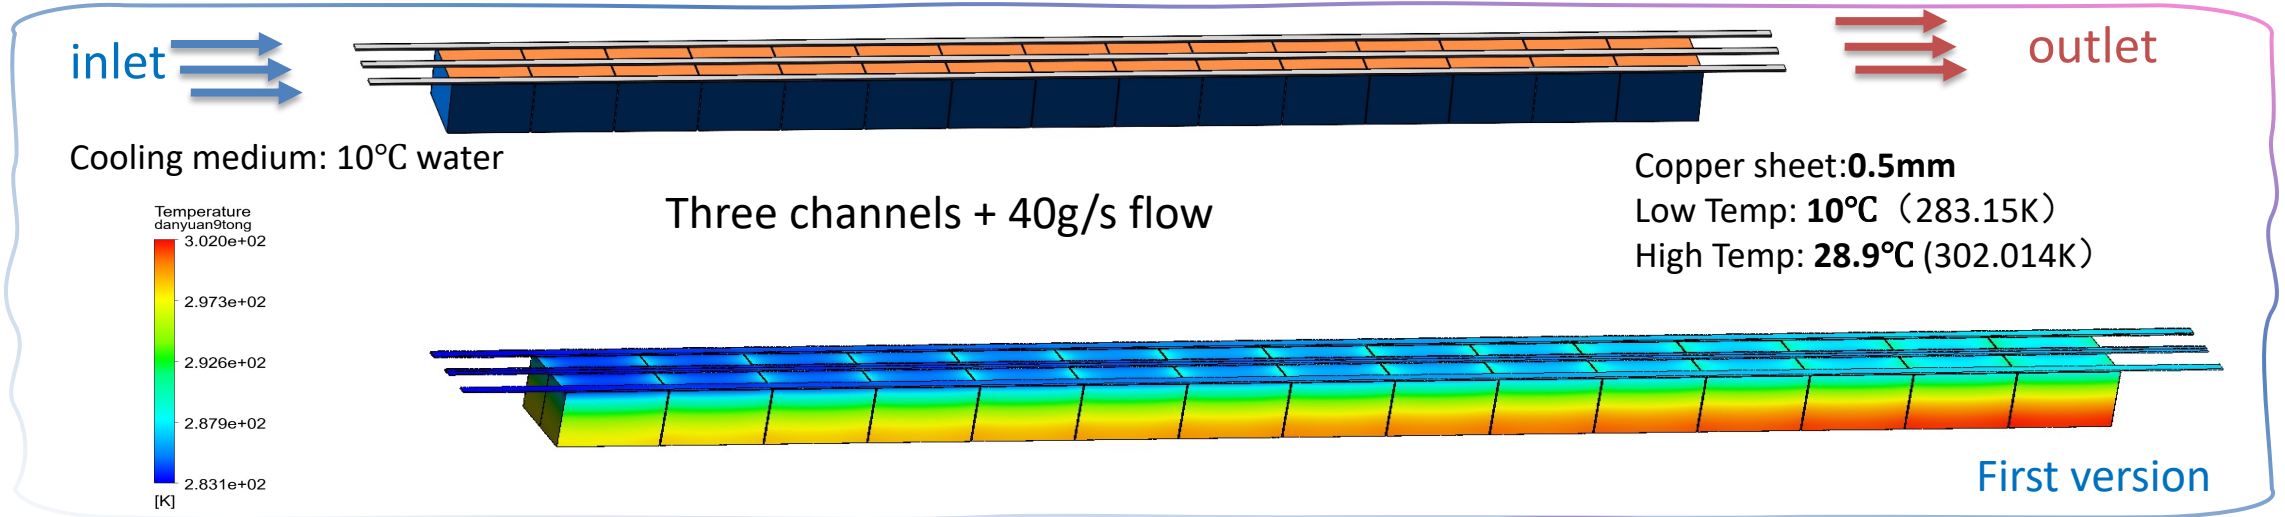 inlet
outlet
Cooling medium: 10℃ water
Three channels + 40g/s flow
Copper sheet:0.5mm
Low Temp: 10℃（283.15K）
High Temp: 28.9℃ (302.014K）
Temperature
danyuan9tong
3.020e+02
2.973e+02
2.926e+02
2.879e+02
2.831e+02
[K]
First version